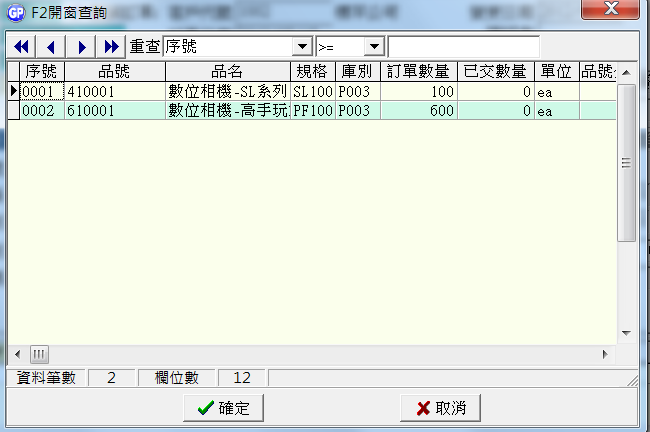 GP F2開窗查詢
重查 序號 >=
序號 品號 品名 規格 庫別 訂單數量 已交數量 單位 品號
0001 410001 數位相機-SL系列 SL100 P003 100 0 ea
0002 610001 數位相機-高手玩 PF100 P003 600 0 ea
資料筆數 2 欄位數 12
確定 取消